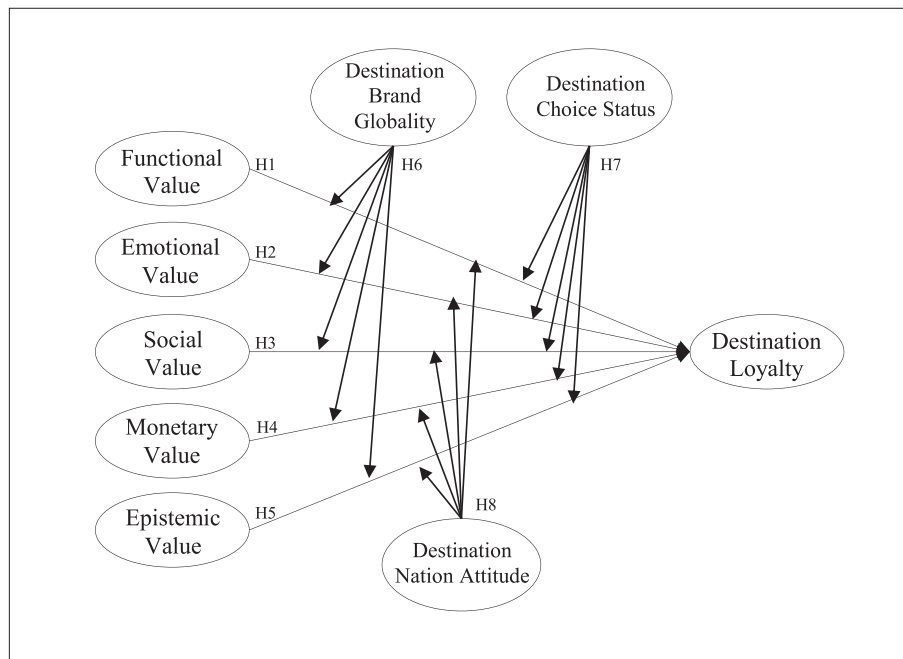 Destination
Brand
Globality
Destination
Choice Status
Functional
Value
H1
H6
H7
Emotional
Value
H2
Social
Value
H3
Destination
Loyalty
Monetary
Value
H4
Epistemic
Value
H5
H8
Destination
Nation Attitude